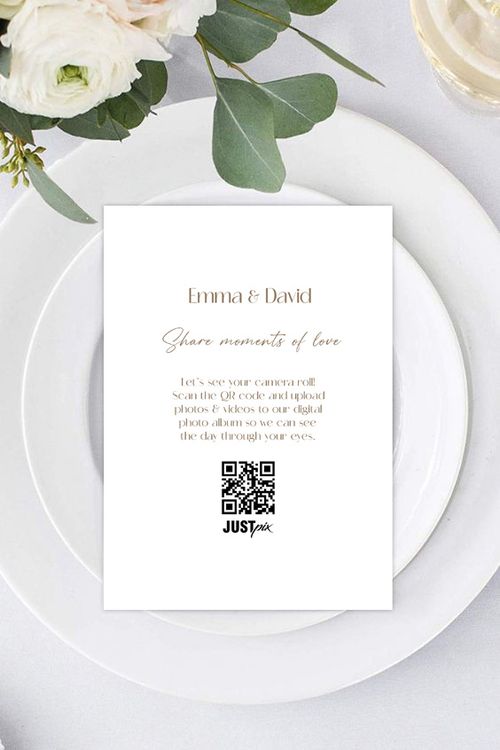 Emma & David
Share moments of love
Let's see your camera roll!
Scan the QR code and upload
photos & videos to our digital
photo album so we can see
the day through your eyes.
JUSTpix